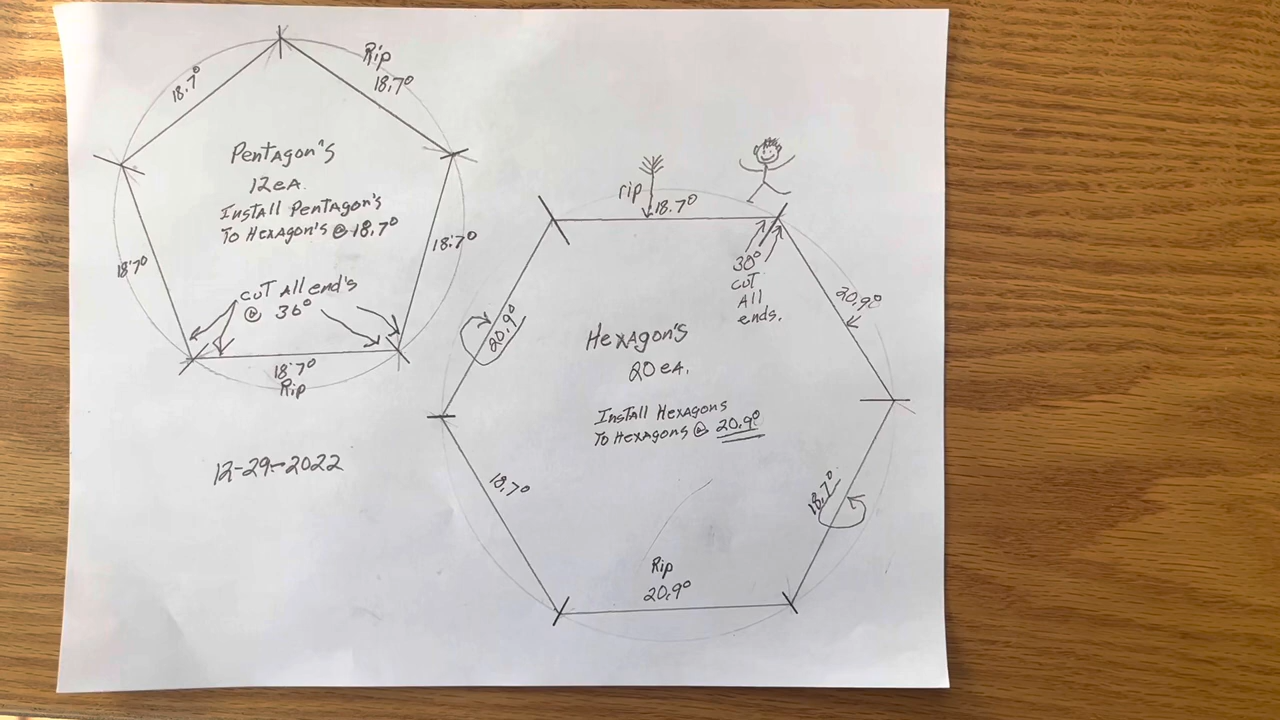 Rip
18.7°
18.7°
Pentagon's
12 eA.
Install Pentagon's
To Hexagon's @ 18.7°
18.7°
18.7°
cut All end's
@ 36°
18.7°
Rip
12-29-2022
rip
18.7°
30°
cut
All
ends.
20.9°
20.9°
Hexagon's
20 eA.
Install Hexagons
To Hexagons @ 20.9°
18.7°
18.7°
Rip
20.9°